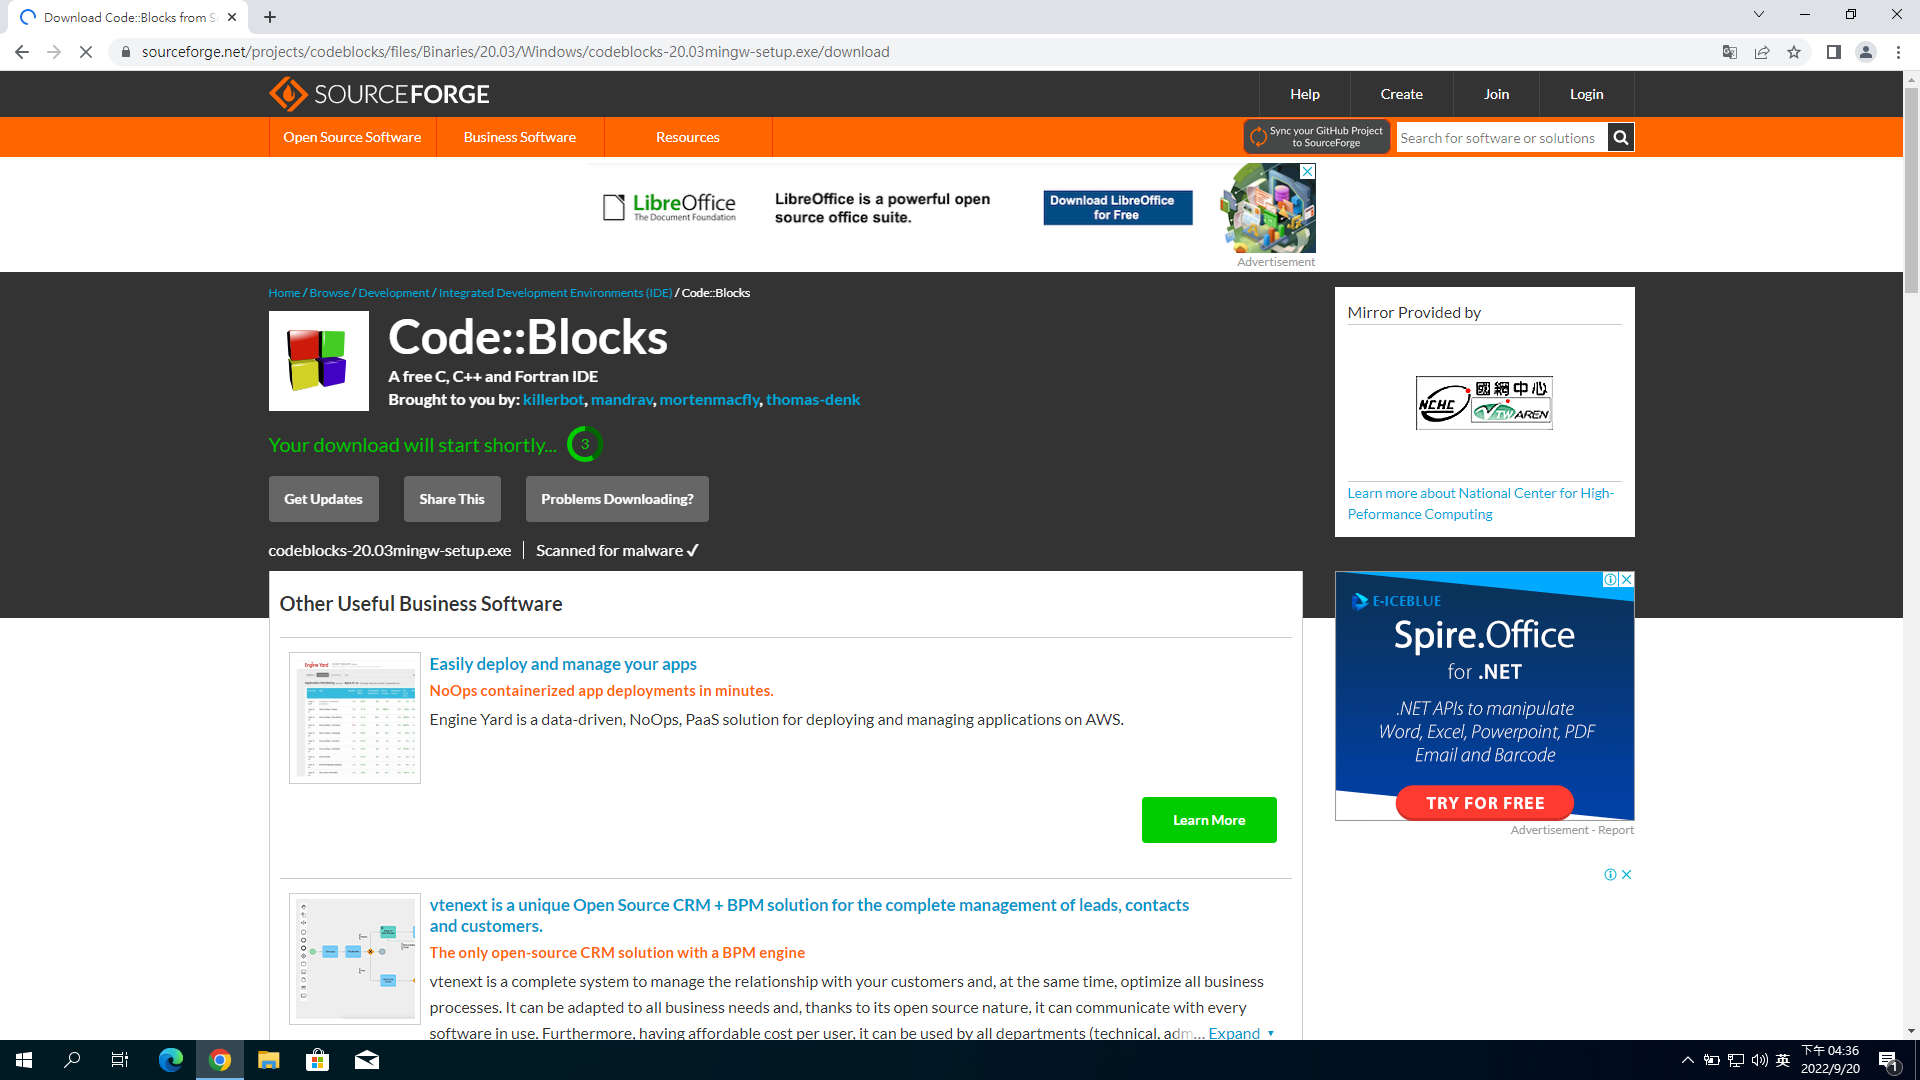 Download Code::Blocks from S
sourceforge.net/projects/codeblocks/files/Binaries/20.03/Windows/codeblocks-20.03mingw-setup.exe/download
SOURCEFORGE
Help
Create
Join
Login
Open Source Software
Business Software
Resources
Sync your GitHub Project
to SourceForge
Search for software or solutions
LibreOffice
The Document Foundation
LibreOffice is a powerful open
source office suite.
Download LibreOffice
for Free
Advertisement
Home / Browse / Development / Integrated Development Environments (IDE) / Code::Blocks
Code::Blocks
A free C, C++ and Fortran IDE
Brought to you by: killerbot, mandrav, mortenmacfly, thomas-denk
Your download will start shortly... 3
Get Updates
Share This
Problems Downloading?
codeblocks-20.03mingw-setup.exe
Scanned for malware ✓
Mirror Provided by
國網中心
NCHC
TWAREN
Learn more about National Center for High-
Peformance Computing
Other Useful Business Software
Engine Yard
Easily deploy and manage your apps
NoOps containerized app deployments in minutes.
Engine Yard is a data-driven, NoOps, PaaS solution for deploying and managing applications on AWS.
Learn More
E-ICEBLUE
Spire.Office
for .NET
.NET APIs to manipulate
Word, Excel, Powerpoint, PDF
Email and Barcode
TRY FOR FREE
Advertisement - Report
vtenext is a unique Open Source CRM + BPM solution for the complete management of leads, contacts
and customers.
The only open-source CRM solution with a BPM engine
vtenext is a complete system to manage the relationship with your customers and, at the same time, optimize all business
processes. It can be adapted to all business needs and, thanks to its open source nature, it can communicate with every
software in use. Furthermore, having affordable cost per user, it can be used by all departments (technical, adm... Expand
英
下午 04:36
2022/9/20
1